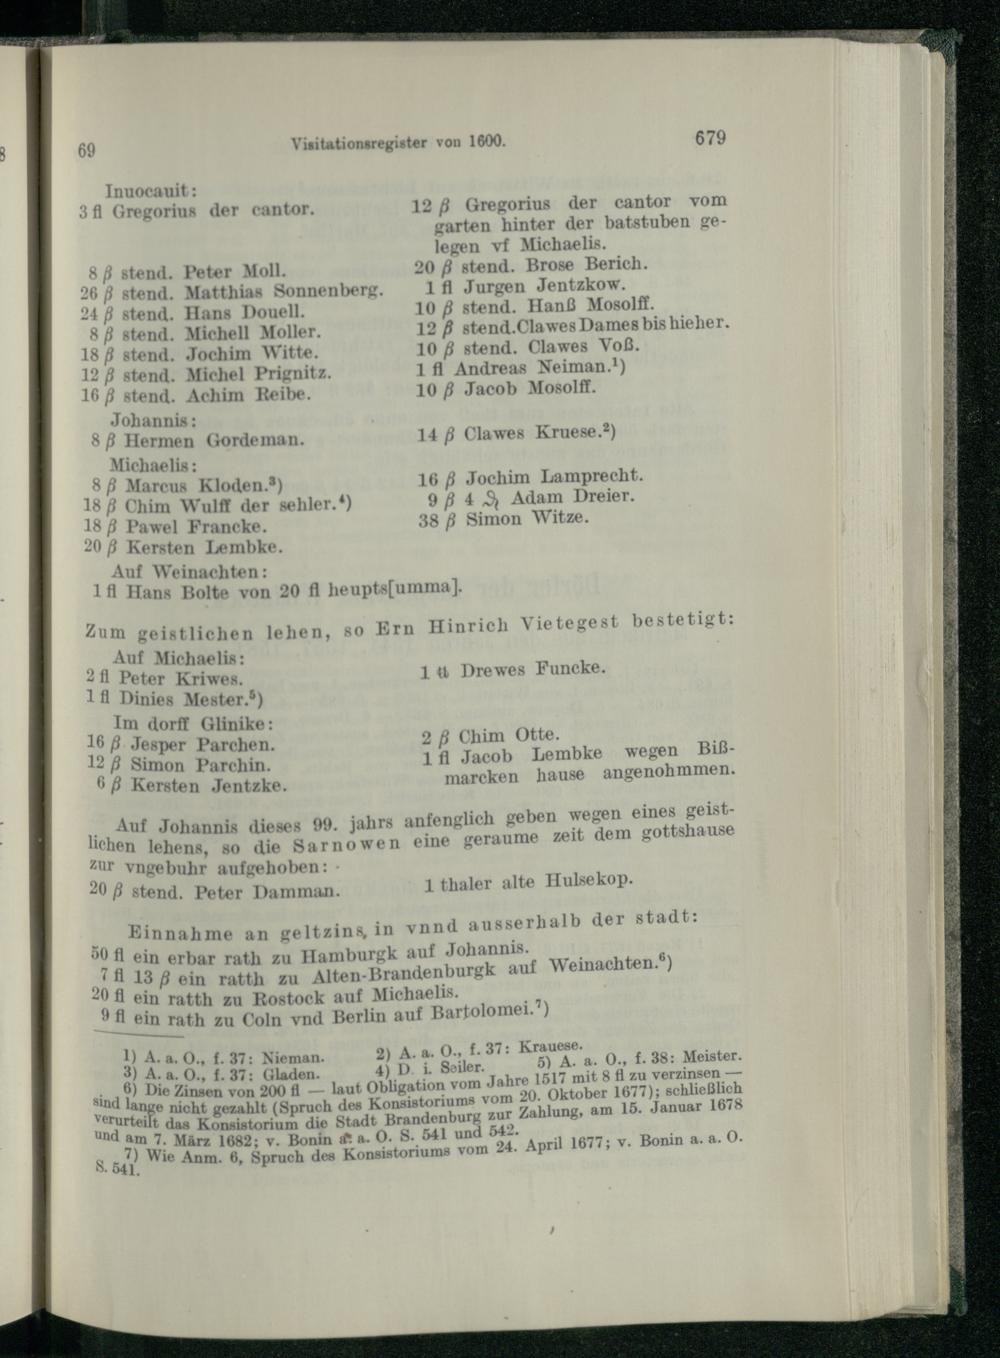 69 Visitationsregister von 1600. 679
Inuocauit:
3 fl Gregorius der cantor.
8 β stend. Peter Moll.
26 β stend. Matthias Sonnenberg.
24 β stend. Hans Douell.
8 β stend. Michell Moller.
18 β stend. Jochim Witte.
12 β stend. Michel Prignitz.
16 β stend. Achim Reibe.
12 β Gregorius der cantor vom
garten hinter der batstuben ge-
legen vf Michaelis.
20 β stend. Brose Berich.
1 fl Jurgen Jentzkow.
10 β stend. Hanß Mosolff.
12 β stend. Clawes Dames bis hieher.
10 β stend. Clawes Voß.
1 fl Andreas Neiman.¹)
10 β Jacob Mosolff.
Johannis:
8 β Hermen Gordeman.
14 β Clawes Kruese.²)
Michaelis:
8 β Marcus Kloden.³)
18 β Chim Wulff der sehler.⁴)
18 β Pawel Francke.
20 β Kersten Lembke.
16 β Jochim Lamprecht.
9 β 4 ₰ Adam Dreier.
38 β Simon Witze.
Auf Weinachten:
1 fl Hans Bolte von 20 fl heupts[umma].
Zum geistlichen lehen, so Ern Hinrich Vietegest bestetigt:
Auf Michaelis:
2 fl Peter Kriwes.
1 fl Dinies Mester.⁵)
1 ℔ Drewes Funcke.
Im dorff Glinike:
16 β Jesper Parchen.
12 β Simon Parchin.
6 β Kersten Jentzke.
2 β Chim Otte.
1 fl Jacob Lembke wegen Biß-
marcken hause angenohmmen.
Auf Johannis dieses 99. jahrs anfenglich geben wegen eines geist-
lichen lehens, so die Sarnowen eine geraume zeit dem gottshause
zur vngebuhr aufgehoben:
20 β stend. Peter Damman.
1 thaler alte Hulsekop.
Einnahme an geltzins, in vnnd ausserhalb der stadt:
50 fl ein erbar rath zu Hamburgk auf Johannis.
7 fl 13 β ein ratth zu Alten-Brandenburgk auf Weinachten.⁶)
20 fl ein ratth zu Rostock auf Michaelis.
9 fl ein rath zu Coln vnd Berlin auf Bartolomei.⁷)
1) A. a. O., f. 37: Nieman. 2) A. a. O., f. 37: Krauese.
3) A. a. O., f. 37: Gladen. 4) D. i. Seiler. 5) A. a. O., f. 38: Meister.
6) Die Zinsen von 200 fl — laut Obligation vom Jahre 1517 mit 8 fl zu verzinsen —
sind lange nicht gezahlt (Spruch des Konsistoriums vom 20. Oktober 1677); schließlich
verurteilt das Konsistorium die Stadt Brandenburg zur Zahlung, am 15. Januar 1678
und am 7. März 1682; v. Bonin a. a. O. S. 541 und 542.
7) Wie Anm. 6, Spruch des Konsistoriums vom 24. April 1677; v. Bonin a. a. O.
S. 541.